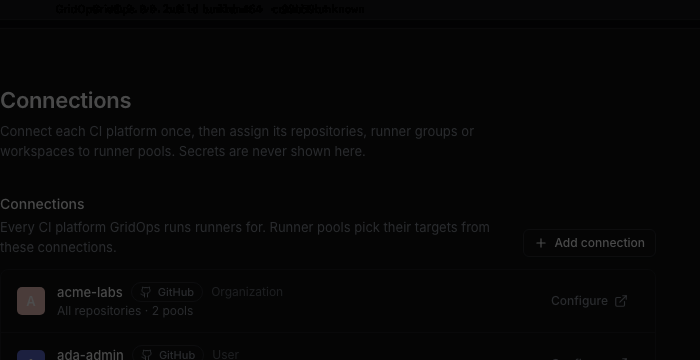 Connections
Connect each CI platform once, then assign its repositories, runner groups or
workspaces to runner pools. Secrets are never shown here.
Connections
Every CI platform GridOps runs runners for. Runner pools pick their targets from
these connections.
Add connection
acme-labs GitHub Organization
A
All repositories · 2 pools
Configure
ada-admin GitHub User